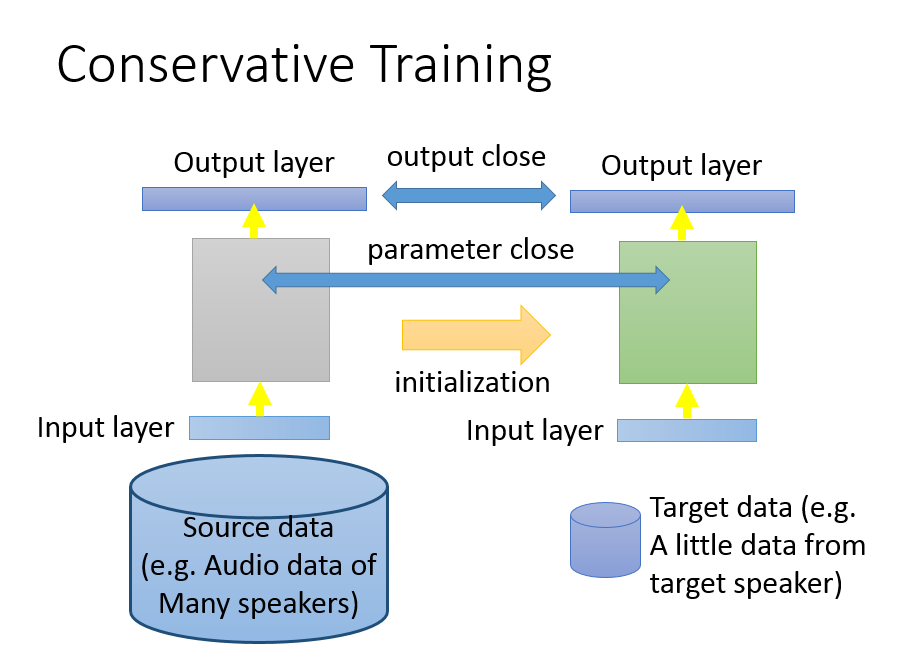 Conservative Training
Output layer
output close
Output layer
parameter close
initialization
Input layer
Input layer
Source data
(e.g. Audio data of
Many speakers)
Target data (e.g.
A little data from
target speaker)